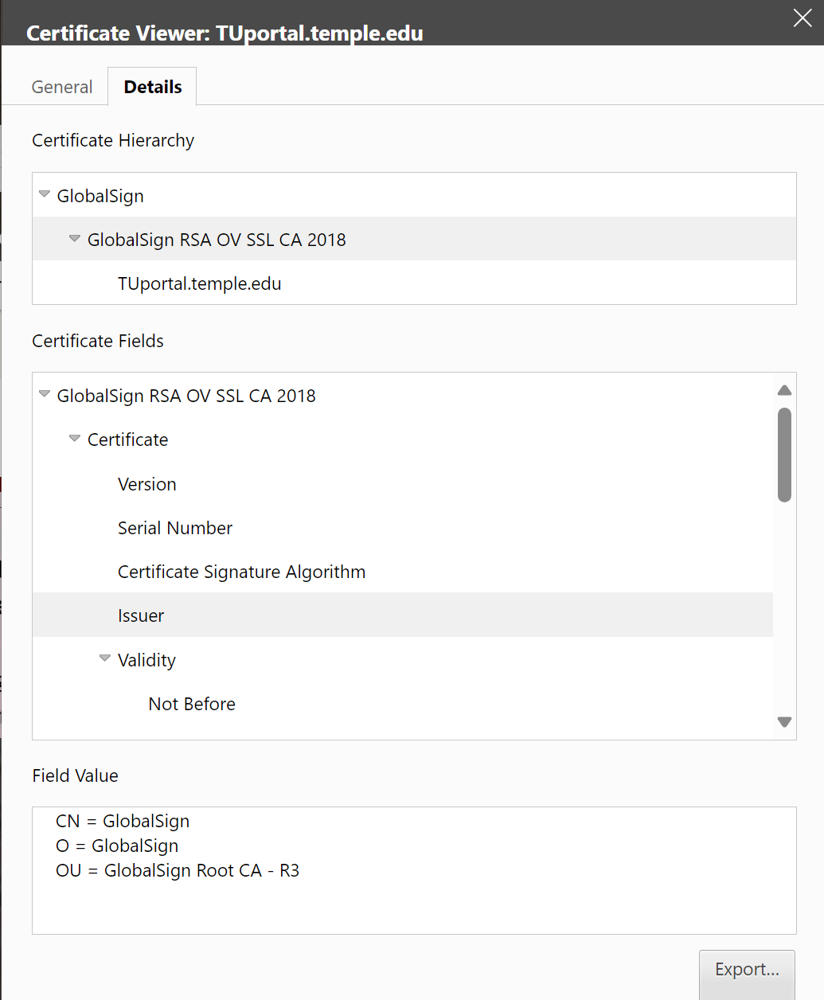 Certificate Viewer: TUportal.temple.edu
General
Details
Certificate Hierarchy
GlobalSign
GlobalSign RSA OV SSL CA 2018
TUportal.temple.edu
Certificate Fields
GlobalSign RSA OV SSL CA 2018
Certificate
Version
Serial Number
Certificate Signature Algorithm
Issuer
Validity
Not Before
Field Value
CN = GlobalSign
O = GlobalSign
OU = GlobalSign Root CA - R3
Export...